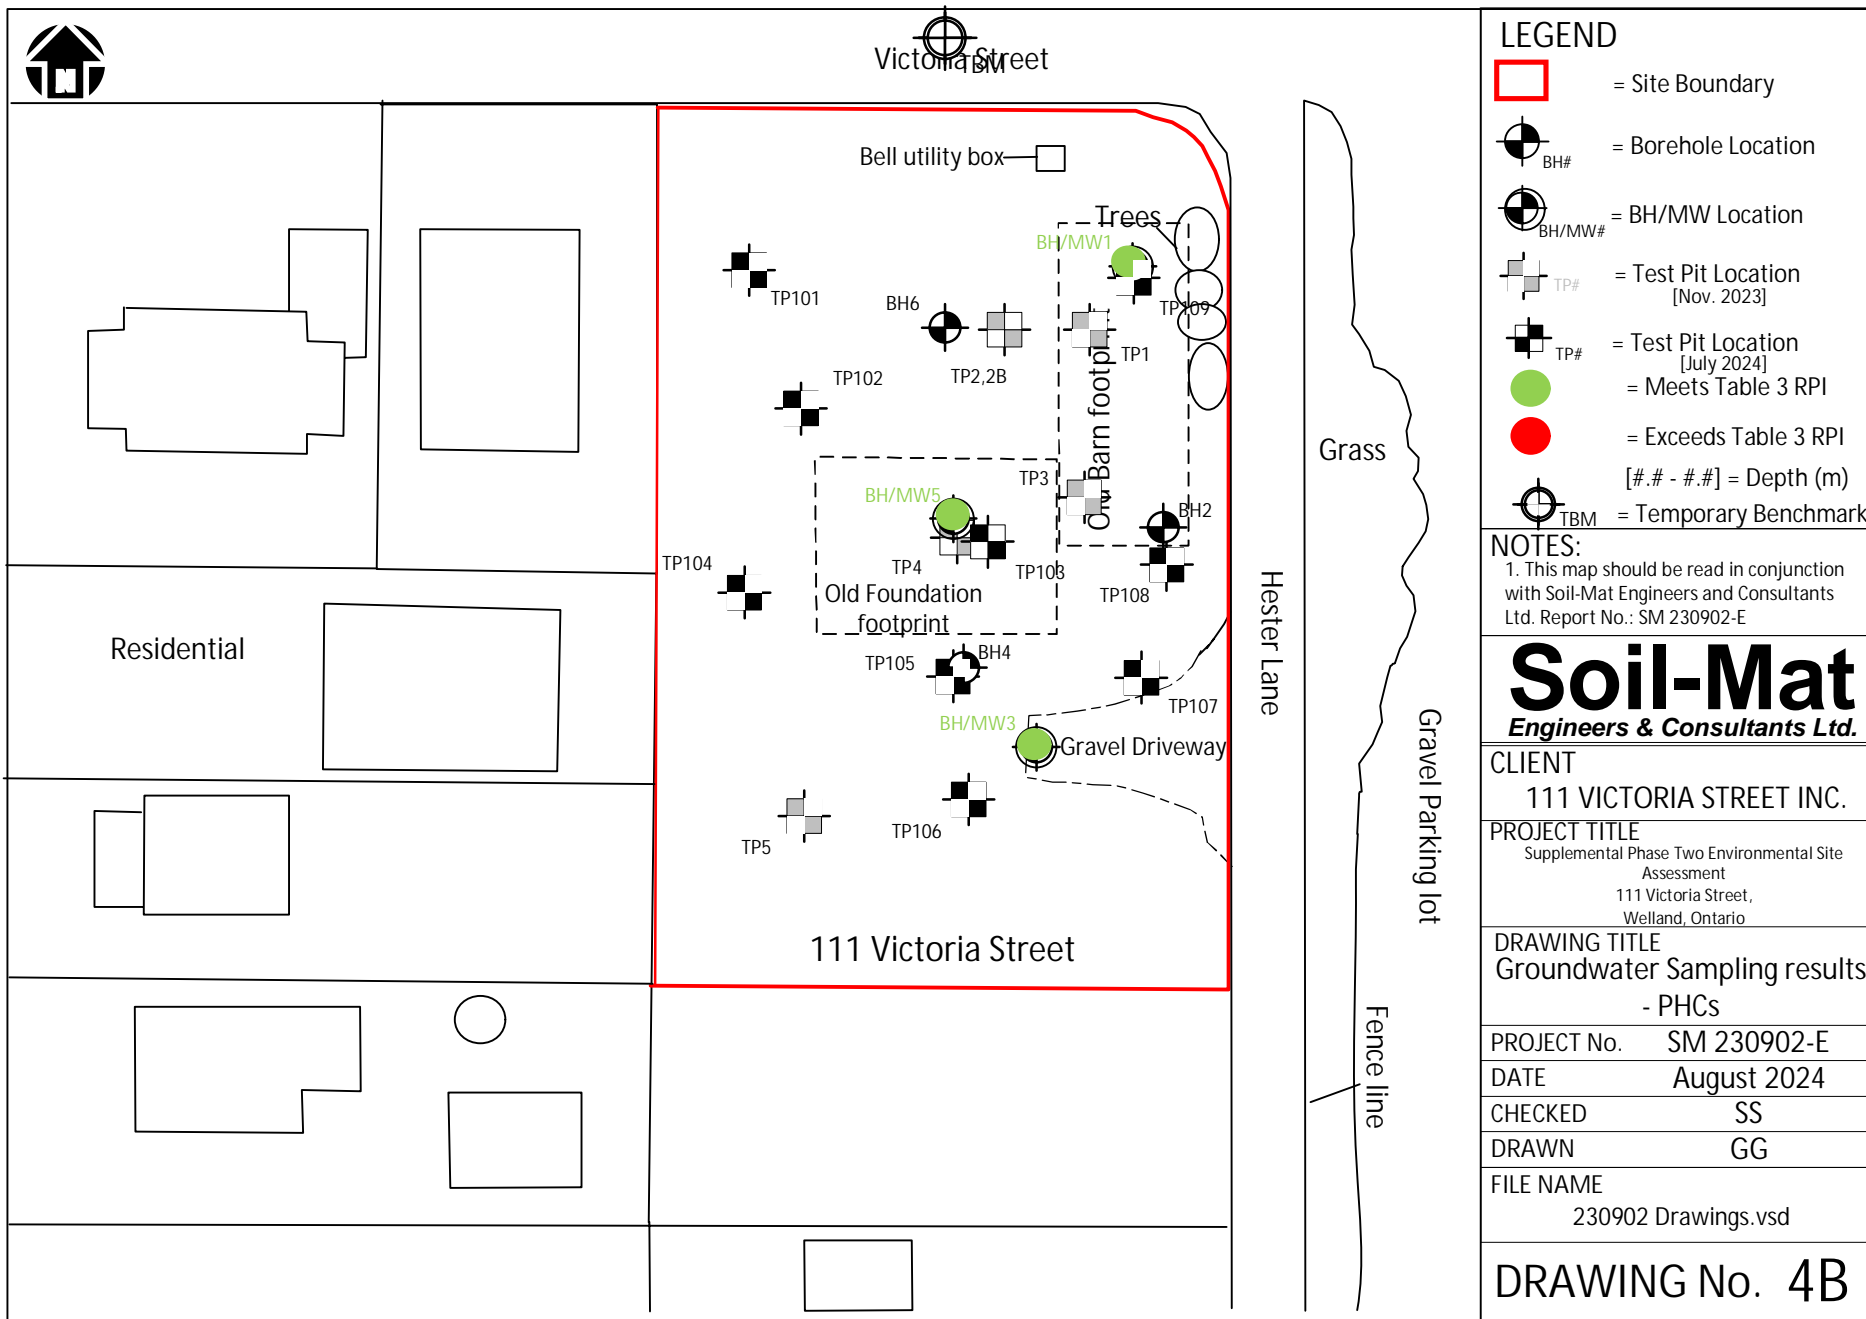 N
Victoria Street
TBM
Bell utility box
Trees
BH/MW1
TP109
TP101
BH6
TP2,2B
TP1
Old Barn footprint
TP102
TP3
BH/MW5
BH2
TP4
TP103
TP104
TP108
Old Foundation
footprint
Residential
TP105
BH4
TP107
BH/MW3
Gravel Driveway
TP106
TP5
111 Victoria Street
Hester Lane
Grass
Gravel Parking lot
Fence line
LEGEND
= Site Boundary
BH#
= Borehole Location
BH/MW#
= BH/MW Location
TP#
= Test Pit Location
[Nov. 2023]
TP#
= Test Pit Location
[July 2024]
= Meets Table 3 RPI
= Exceeds Table 3 RPI
[#.# - #.#] = Depth (m)
TBM
= Temporary Benchmark
NOTES:
1. This map should be read in conjunction
with Soil-Mat Engineers and Consultants
Ltd. Report No.: SM 230902-E
Soil-Mat
Engineers & Consultants Ltd.
CLIENT
111 VICTORIA STREET INC.
PROJECT TITLE
Supplemental Phase Two Environmental Site
Assessment
111 Victoria Street,
Welland, Ontario
DRAWING TITLE
Groundwater Sampling results
- PHCs
PROJECT No. SM 230902-E
DATE August 2024
CHECKED SS
DRAWN GG
FILE NAME
230902 Drawings.vsd
DRAWING No. 4B